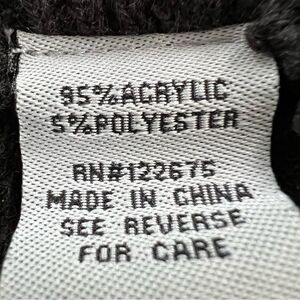 95%ACRYLIC
5%POLYESTER
RN#122675
MADE IN CHINA
SEE REVERSE
FOR CARE